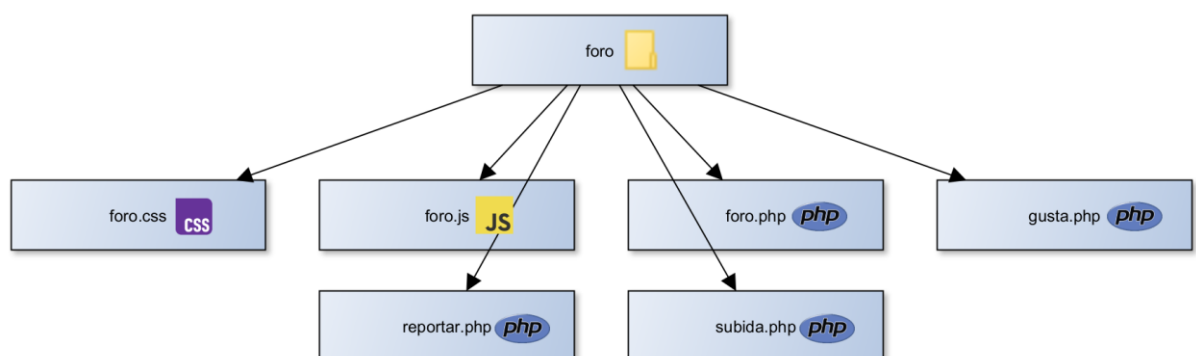 foro
foro.css CSS
foro.js JS
foro.php php
gusta.php php
reportar.php php
subida.php php